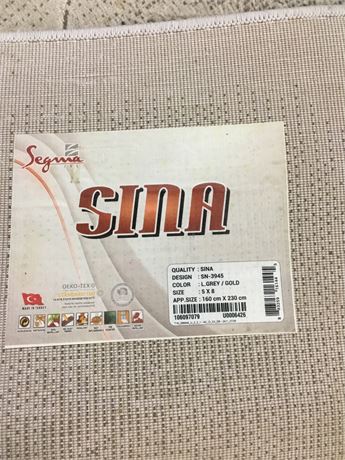 Segma
SINA
OEKO-TEX®
MADE IN TURKEY
QUALITY : SINA
DESIGN : SN-3945
COLOR : L.GREY / GOLD
SIZE : 5 X 8
APP.SIZE : 160 cm X 230 cm
106097079 U0006426